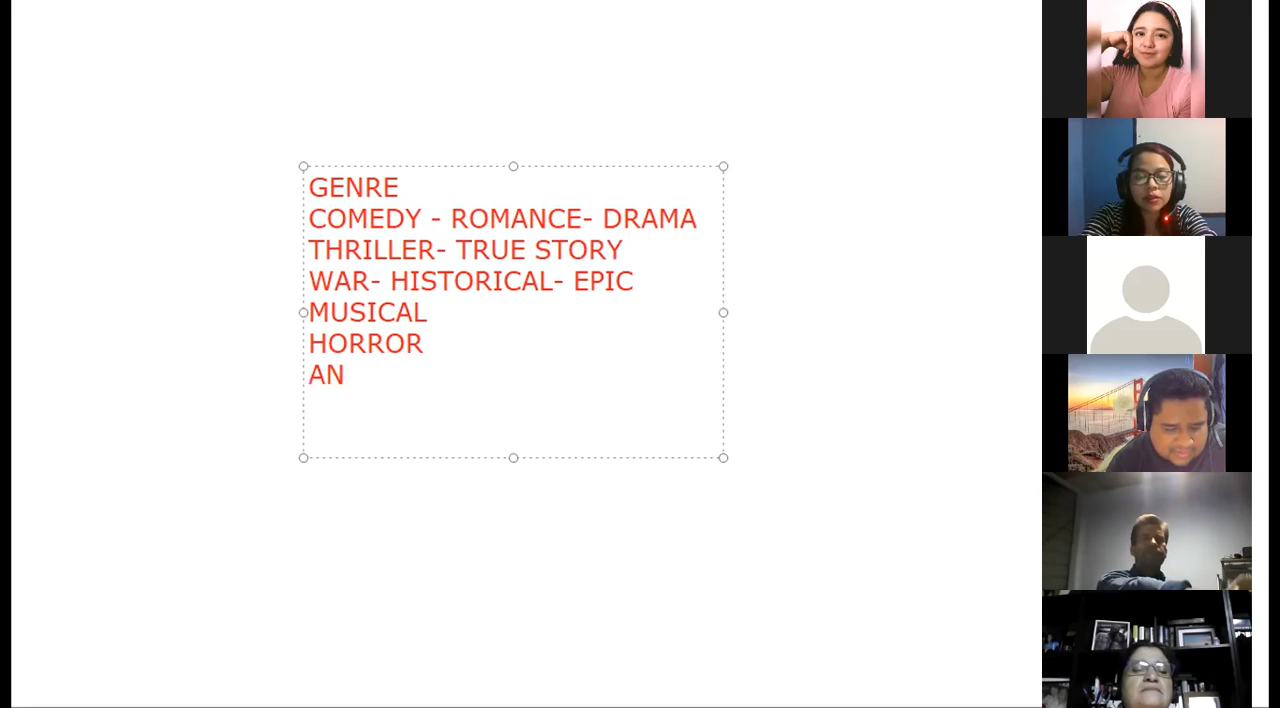 GENRE
COMEDY - ROMANCE- DRAMA
THRILLER- TRUE STORY
WAR- HISTORICAL- EPIC
MUSICAL
HORROR
AN